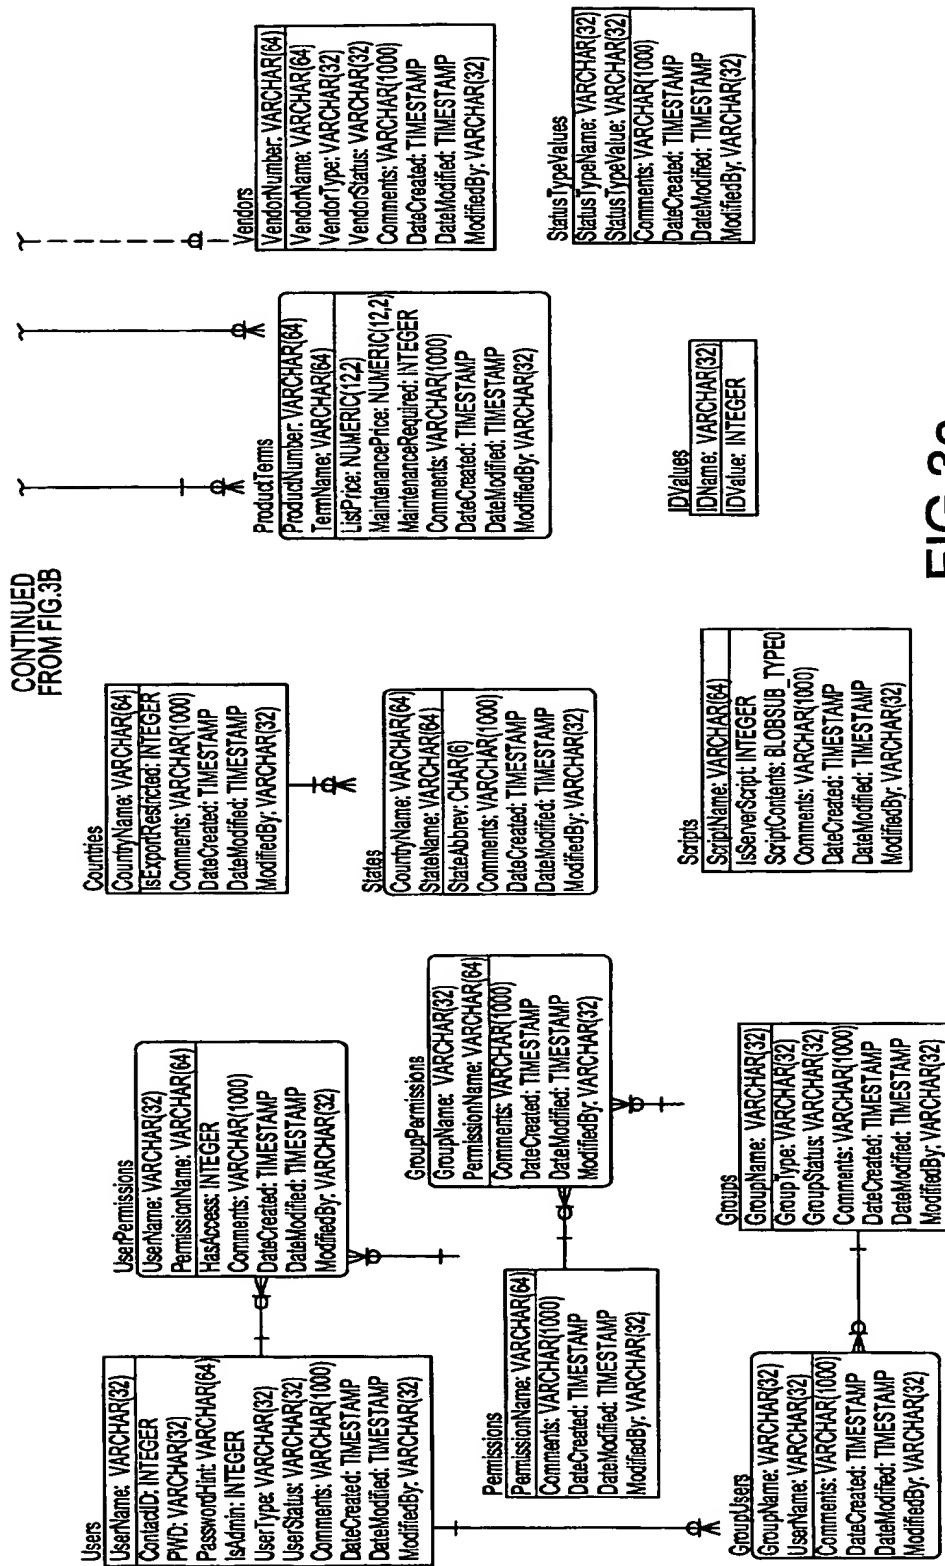 CONTINUED
FROM FIG.3B
Users
UserName: VARCHAR(32)
ContactID: INTEGER
PWD: VARCHAR(32)
PasswordHint: VARCHAR(64)
IsAdmin: INTEGER
UserType: VARCHAR(32)
UserStatus: VARCHAR(32)
Comments: VARCHAR(1000)
DateCreated: TIMESTAMP
DateModified: TIMESTAMP
ModifiedBy: VARCHAR(32)
UserPermissions
UserName: VARCHAR(32)
PermissionName: VARCHAR(64)
HasAccess: INTEGER
Comments: VARCHAR(1000)
DateCreated: TIMESTAMP
DateModified: TIMESTAMP
ModifiedBy: VARCHAR(32)
Countries
CountryName: VARCHAR(64)
IsExportRestricted: INTEGER
Comments: VARCHAR(1000)
DateCreated: TIMESTAMP
DateModified: TIMESTAMP
ModifiedBy: VARCHAR(32)
ProductTerms
ProductNumber: VARCHAR(64)
TermName: VARCHAR(64)
ListPrice: NUMERIC(12,2)
MaintenancePrice: NUMERIC(12,2)
MaintenanceRequired: INTEGER
Comments: VARCHAR(1000)
DateCreated: TIMESTAMP
DateModified: TIMESTAMP
ModifiedBy: VARCHAR(32)
Vendors
VendorNumber: VARCHAR(64)
VendorName: VARCHAR(64)
VendorType: VARCHAR(32)
VendorStatus: VARCHAR(32)
Comments: VARCHAR(1000)
DateCreated: TIMESTAMP
DateModified: TIMESTAMP
ModifiedBy: VARCHAR(32)
Permissions
PermissionName: VARCHAR(64)
Comments: VARCHAR(1000)
DateCreated: TIMESTAMP
DateModified: TIMESTAMP
ModifiedBy: VARCHAR(32)
GroupPermissions
GroupName: VARCHAR(32)
PermissionName: VARCHAR(64)
Comments: VARCHAR(1000)
DateCreated: TIMESTAMP
DateModified: TIMESTAMP
ModifiedBy: VARCHAR(32)
States
CountryName: VARCHAR(64)
StateName: VARCHAR(64)
StateAbbrev: CHAR(6)
Comments: VARCHAR(1000)
DateCreated: TIMESTAMP
DateModified: TIMESTAMP
ModifiedBy: VARCHAR(32)
StatusTypeValues
StatusTypeName: VARCHAR(32)
StatusTypeValue: VARCHAR(32)
Comments: VARCHAR(1000)
DateCreated: TIMESTAMP
DateModified: TIMESTAMP
ModifiedBy: VARCHAR(32)
GroupUsers
GroupName: VARCHAR(32)
UserName: VARCHAR(32)
Comments: VARCHAR(1000)
DateCreated: TIMESTAMP
DateModified: TIMESTAMP
ModifiedBy: VARCHAR(32)
Groups
GroupName: VARCHAR(32)
GroupType: VARCHAR(32)
GroupStatus: VARCHAR(32)
Comments: VARCHAR(1000)
DateCreated: TIMESTAMP
DateModified: TIMESTAMP
ModifiedBy: VARCHAR(32)
Scripts
ScriptName: VARCHAR(64)
IsServerScript: INTEGER
ScriptContents: BLOBSUB_TYPE0
Comments: VARCHAR(1000)
DateCreated: TIMESTAMP
DateModified: TIMESTAMP
ModifiedBy: VARCHAR(32)
IDValues
IDName: VARCHAR(32)
IDValue: INTEGER